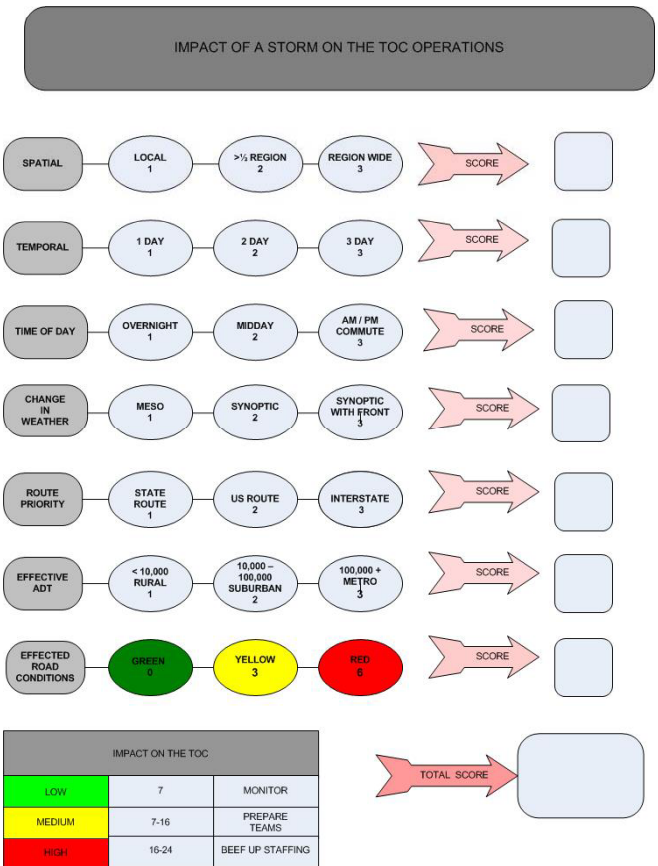 IMPACT OF A STORM ON THE TOC OPERATIONS
SPATIAL
LOCAL
1
>½ REGION
2
REGION WIDE
3
SCORE
TEMPORAL
1 DAY
1
2 DAY
2
3 DAY
3
SCORE
TIME OF DAY
OVERNIGHT
1
MIDDAY
2
AM / PM
COMMUTE
3
SCORE
CHANGE
IN
WEATHER
MESO
1
SYNOPTIC
2
SYNOPTIC
WITH FRONT
3
SCORE
ROUTE
PRIORITY
STATE
ROUTE
1
US ROUTE
2
INTERSTATE
3
SCORE
EFFECTIVE
ADT
< 10,000
RURAL
1
10,000 –
100,000
SUBURBAN
2
100,000 +
METRO
3
SCORE
EFFECTED
ROAD
CONDITIONS
GREEN
0
YELLOW
3
RED
6
SCORE
IMPACT ON THE TOC
LOW 7 MONITOR
MEDIUM 7-16 PREPARE
TEAMS
HIGH 16-24 BEEF UP STAFFING
TOTAL SCORE